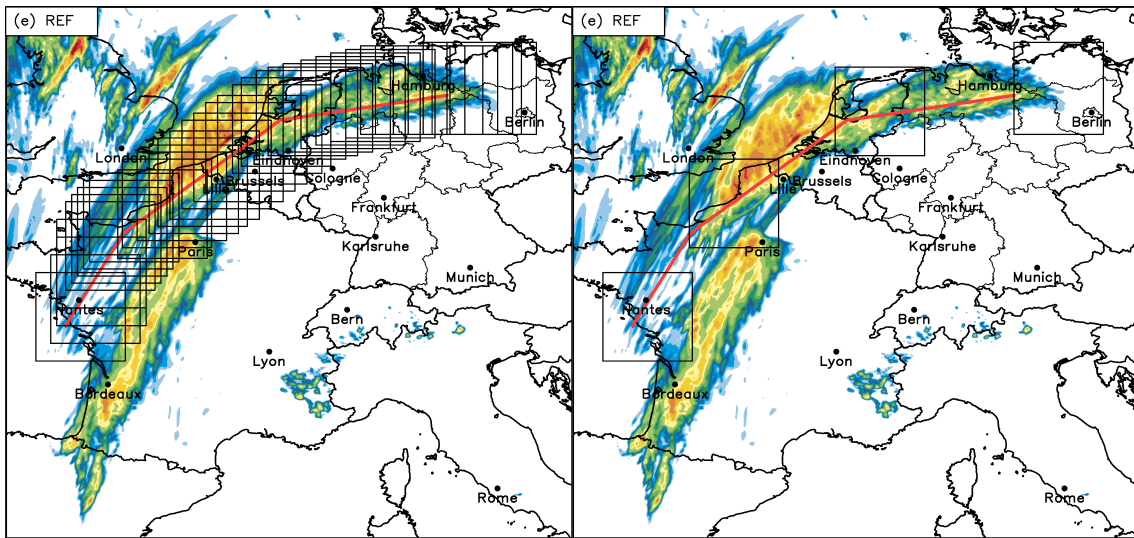 (e) REF
Hamburg
Berlin
London
Eindhoven
Lille
Brussels
Cologne
Frankfurt
Paris
Karlsruhe
Munich
Nantes
Bern
Lyon
Bordeaux
Rome
(e) REF
Hamburg
Berlin
London
Eindhoven
Lille
Brussels
Cologne
Frankfurt
Paris
Karlsruhe
Munich
Nantes
Bern
Lyon
Bordeaux
Rome